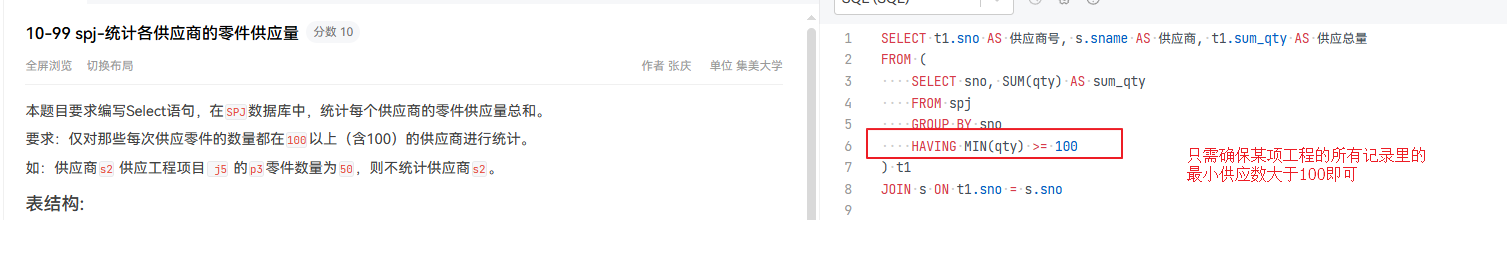 10-99 spj-统计各供应商的零件供应量 分数 10
全屏浏览 切换布局 作者 张庆 单位 集美大学
本题目要求编写Select语句，在SPJ数据库中，统计每个供应商的零件供应量总和。
要求：仅对那些每次供应零件的数量都在100以上（含100）的供应商进行统计。
如：供应商s2 供应工程项目 j5 的p3零件数量为50，则不统计供应商s2。
表结构:
1 SELECT t1.sno AS 供应商号, s.sname AS 供应商, t1.sum_qty AS 供应总量
2 FROM (
3 ····SELECT sno, SUM(qty) AS sum_qty
4 ····FROM spj
5 ····GROUP BY sno
6 ····HAVING MIN(qty) >= 100
7 ) t1
8 JOIN s ON t1.sno = s.sno
9
只需确保某项工程的所有记录里的
最小供应数大于100即可